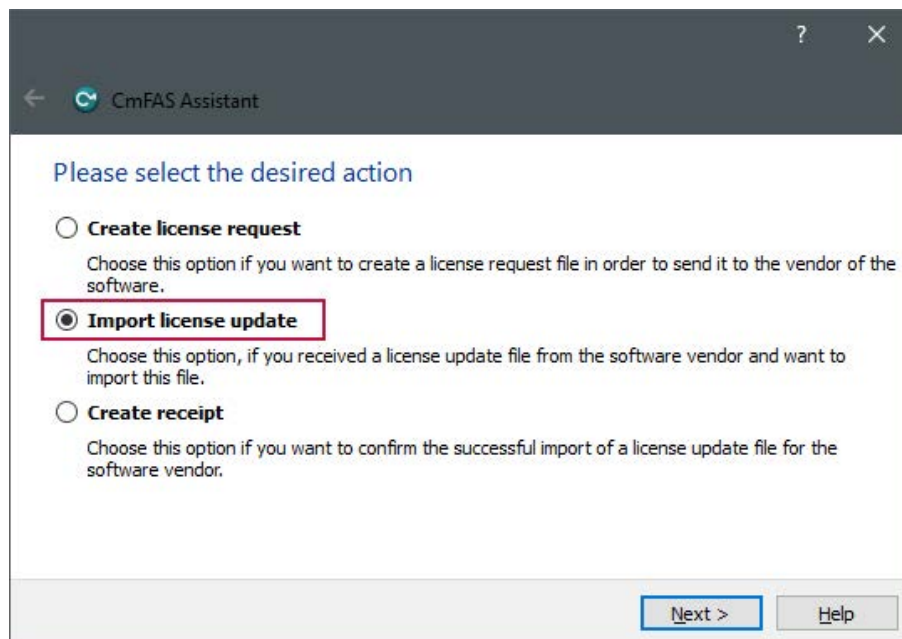 ?
CmFAS Assistant
Please select the desired action
Create license request
Choose this option if you want to create a license request file in order to send it to the vendor of the
software.
Import license update
Choose this option, if you received a license update file from the software vendor and want to
import this file.
Create receipt
Choose this option if you want to confirm the successful import of a license update file for the
software vendor.
Next > Help